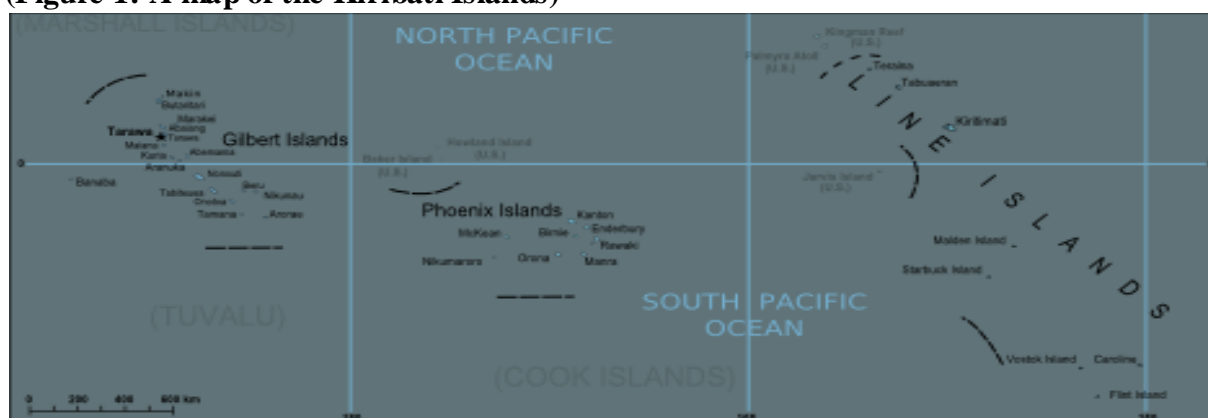 (Figure 1: A map of the Kiribati Islands)
(MARSHALL ISLANDS)
NORTH PACIFIC
OCEAN
Kingman Reef
(U.S.)
Palmyra Atoll
(U.S.)
Teraina
Tabuaeran
Makin
Butaritari
Marakei
Abaiang
Tarawa
Tarawa
Maiana
Gilbert Islands
Kuria
Abemama
Aranuka
Nonouti
Banaba
Tabiteuea
Beru
Nikunau
Onotoa
Tamana
Arorae
0
Howland Island
(U.S.)
Baker Island
(U.S.)
Kiritimati
Jarvis Island
(U.S.)
LINE ISLANDS
Phoenix Islands
Kanton
Enderbury
McKean
Birnie
Rawaki
Nikumaroro
Orona
Manra
Malden Island
Starbuck Island
SOUTH PACIFIC
OCEAN
(TUVALU)
(COOK ISLANDS)
Vostok Island
Caroline
Flint Island
0 200 400 600 km